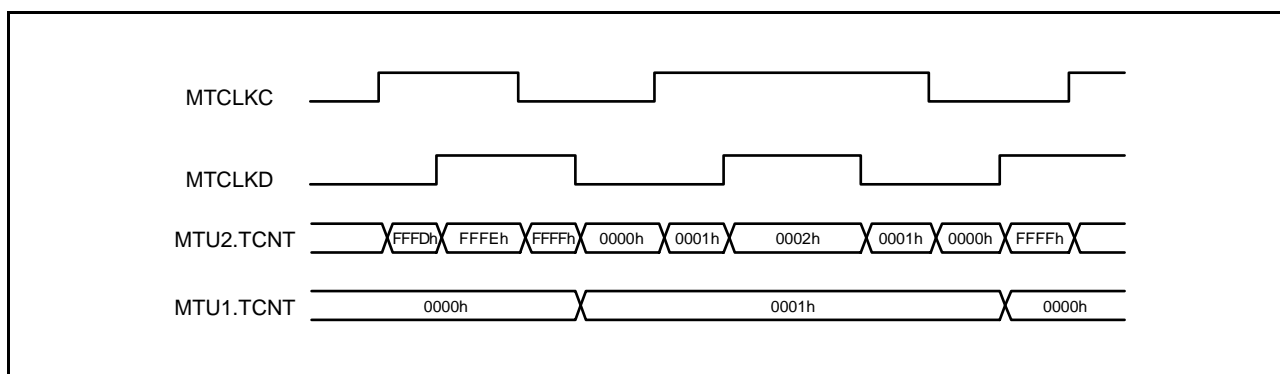 MTCLKC
MTCLKD
MTU2.TCNT FFFDh FFFEh FFFFh 0000h 0001h 0002h 0001h 0000h FFFFh
MTU1.TCNT 0000h 0001h 0000h